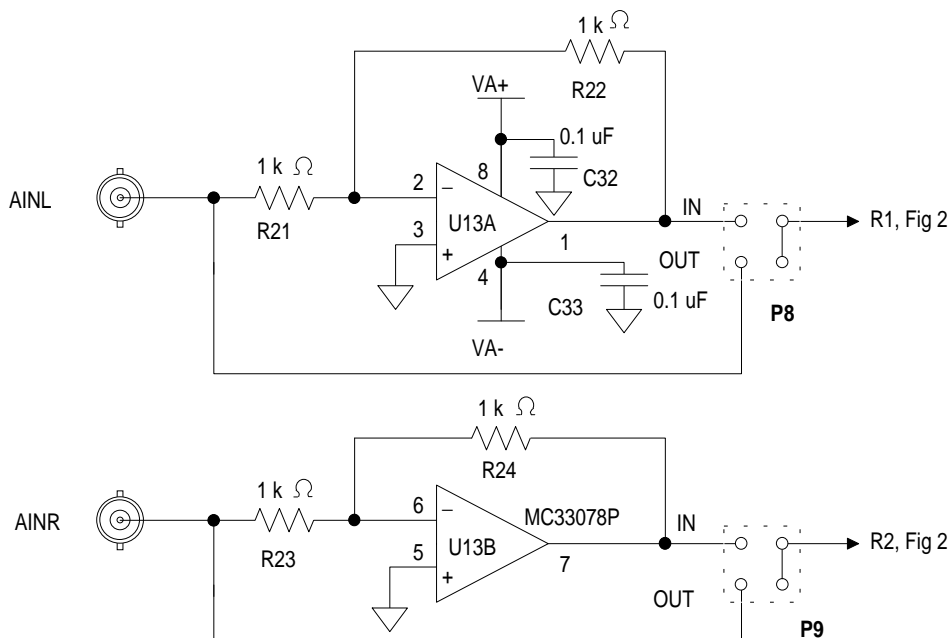 1 k Ω
R22
VA+
0.1 uF
C32
8
1 k Ω
AINL
R21
2
–
U13A
3
+
1
4
IN
R1, Fig 2
OUT
C33
0.1 uF
P8
VA-
1 k Ω
R24
1 k Ω
AINR
R23
6
–
MC33078P
U13B
5
+
7
IN
R2, Fig 2
OUT
P9